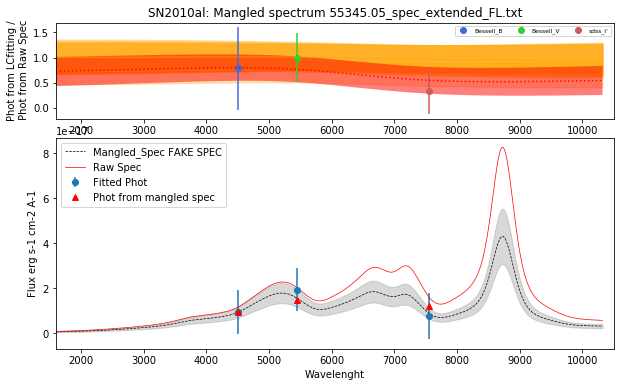 SN2010al: Mangled spectrum 55345.05_spec_extended_FL.txt
Phot from LCfitting /
Phot from Raw Spec
1.5
1.0
0.5
0.0
Bessell_B
Bessell_V
sdss_i'
2000 3000 4000 5000 6000 7000 8000 9000 10000
1e−17
Flux erg s-1 cm-2 A-1
8
6
4
2
0
Mangled_Spec FAKE SPEC
Raw Spec
Fitted Phot
Phot from mangled spec
2000 3000 4000 5000 6000 7000 8000 9000 10000
Wavelenght